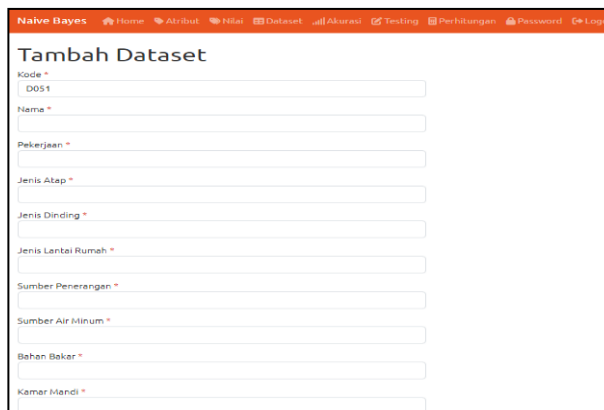 Naive Bayes Home Atribut Nilai Dataset Akurasi Testing Perhitungan Password Logo
Tambah Dataset
Kode *
D051
Nama *
Pekerjaan *
Jenis Atap *
Jenis Dinding *
Jenis Lantai Rumah *
Sumber Penerangan *
Sumber Air Minum *
Bahan Bakar *
Kamar Mandi *